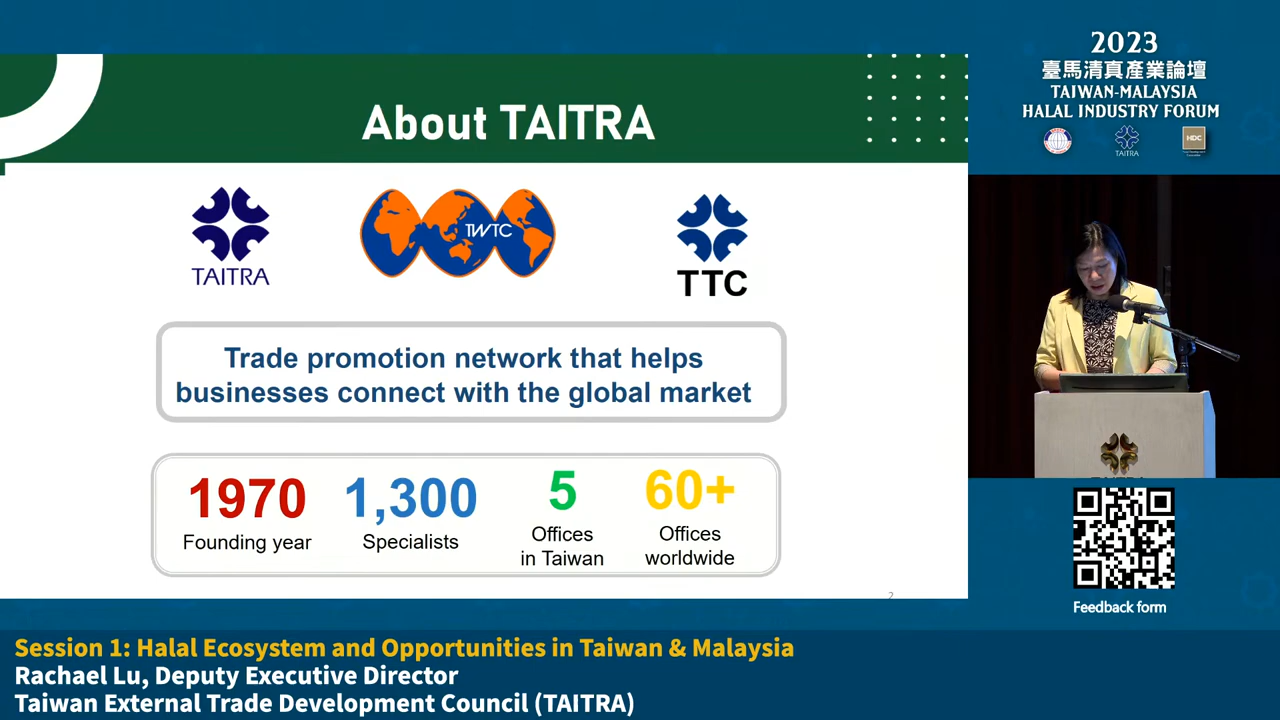 About TAITRA
TAITRA
TWTC
TTC
Trade promotion network that helps
businesses connect with the global market
1970
Founding year
1,300
Specialists
5
Offices
in Taiwan
60+
Offices
worldwide
2
2023
臺馬清真產業論壇
TAIWAN-MALAYSIA
HALAL INDUSTRY FORUM
TAITRA
HDC
TAITRA
Feedback form
Session 1: Halal Ecosystem and Opportunities in Taiwan & Malaysia
Rachael Lu, Deputy Executive Director
Taiwan External Trade Development Council (TAITRA)